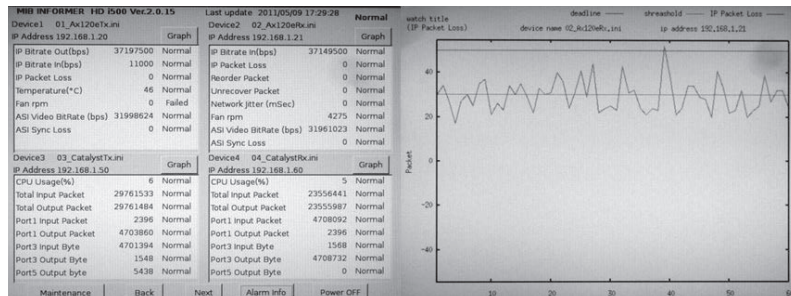 MIB INFORMER HD i500 Ver.2.0.15 Last update 2011/05/09 17:29:28 Normal
Device1 01_Ax120eTx.ini
IP Address 192.168.1.20 Graph
IP Bitrate Out(bps) 37197500 Normal
IP Bitrate In(bps) 11000 Normal
IP Packet Loss 0 Normal
Temperature(°C) 46 Normal
Fan rpm 0 Failed
ASI Video BitRate (bps) 31998624 Normal
ASI Sync Loss 0 Normal
Device2 02_Ax120eRx.ini
IP Address 192.168.1.21 Graph
IP Bitrate In(bps) 37149500 Normal
IP Packet Loss 0 Normal
Reorder Packet 0 Normal
Unrecover Packet 0 Normal
Network Jitter (mSec) 0 Normal
Fan rpm 4275 Normal
ASI Video BitRate (bps) 31961023 Normal
ASI Sync Loss 0 Normal
Device3 03_CatalystTx.ini
IP Address 192.168.1.50 Graph
CPU Usage(%) 6 Normal
Total Input Packet 29761533 Normal
Total Output Packet 29761484 Normal
Port1 Input Packet 2396 Normal
Port1 Output Packet 4703860 Normal
Port3 Input Byte 4701394 Normal
Port3 Output Byte 1548 Normal
Port5 Output byte 5438 Normal
Device4 04_CatalystRx.ini
IP Address 192.168.1.60 Graph
CPU Usage(%) 5 Normal
Total Input Packet 23556441 Normal
Total Output Packet 23555987 Normal
Port1 Input Packet 4708092 Normal
Port1 Output Packet 2396 Normal
Port3 Input Byte 1568 Normal
Port3 Output Byte 4708732 Normal
Port5 Output Byte 0 Normal
Maintenance Back Next Alarm Info Power OFF
deadline shreashold IP Packet Loss
watch title
(IP Packet Loss) device name 02_Ax120eRx.ini ip address 192.168.1.21
40
20
0
-20
-40
Packet
10 20 30 40 50 60